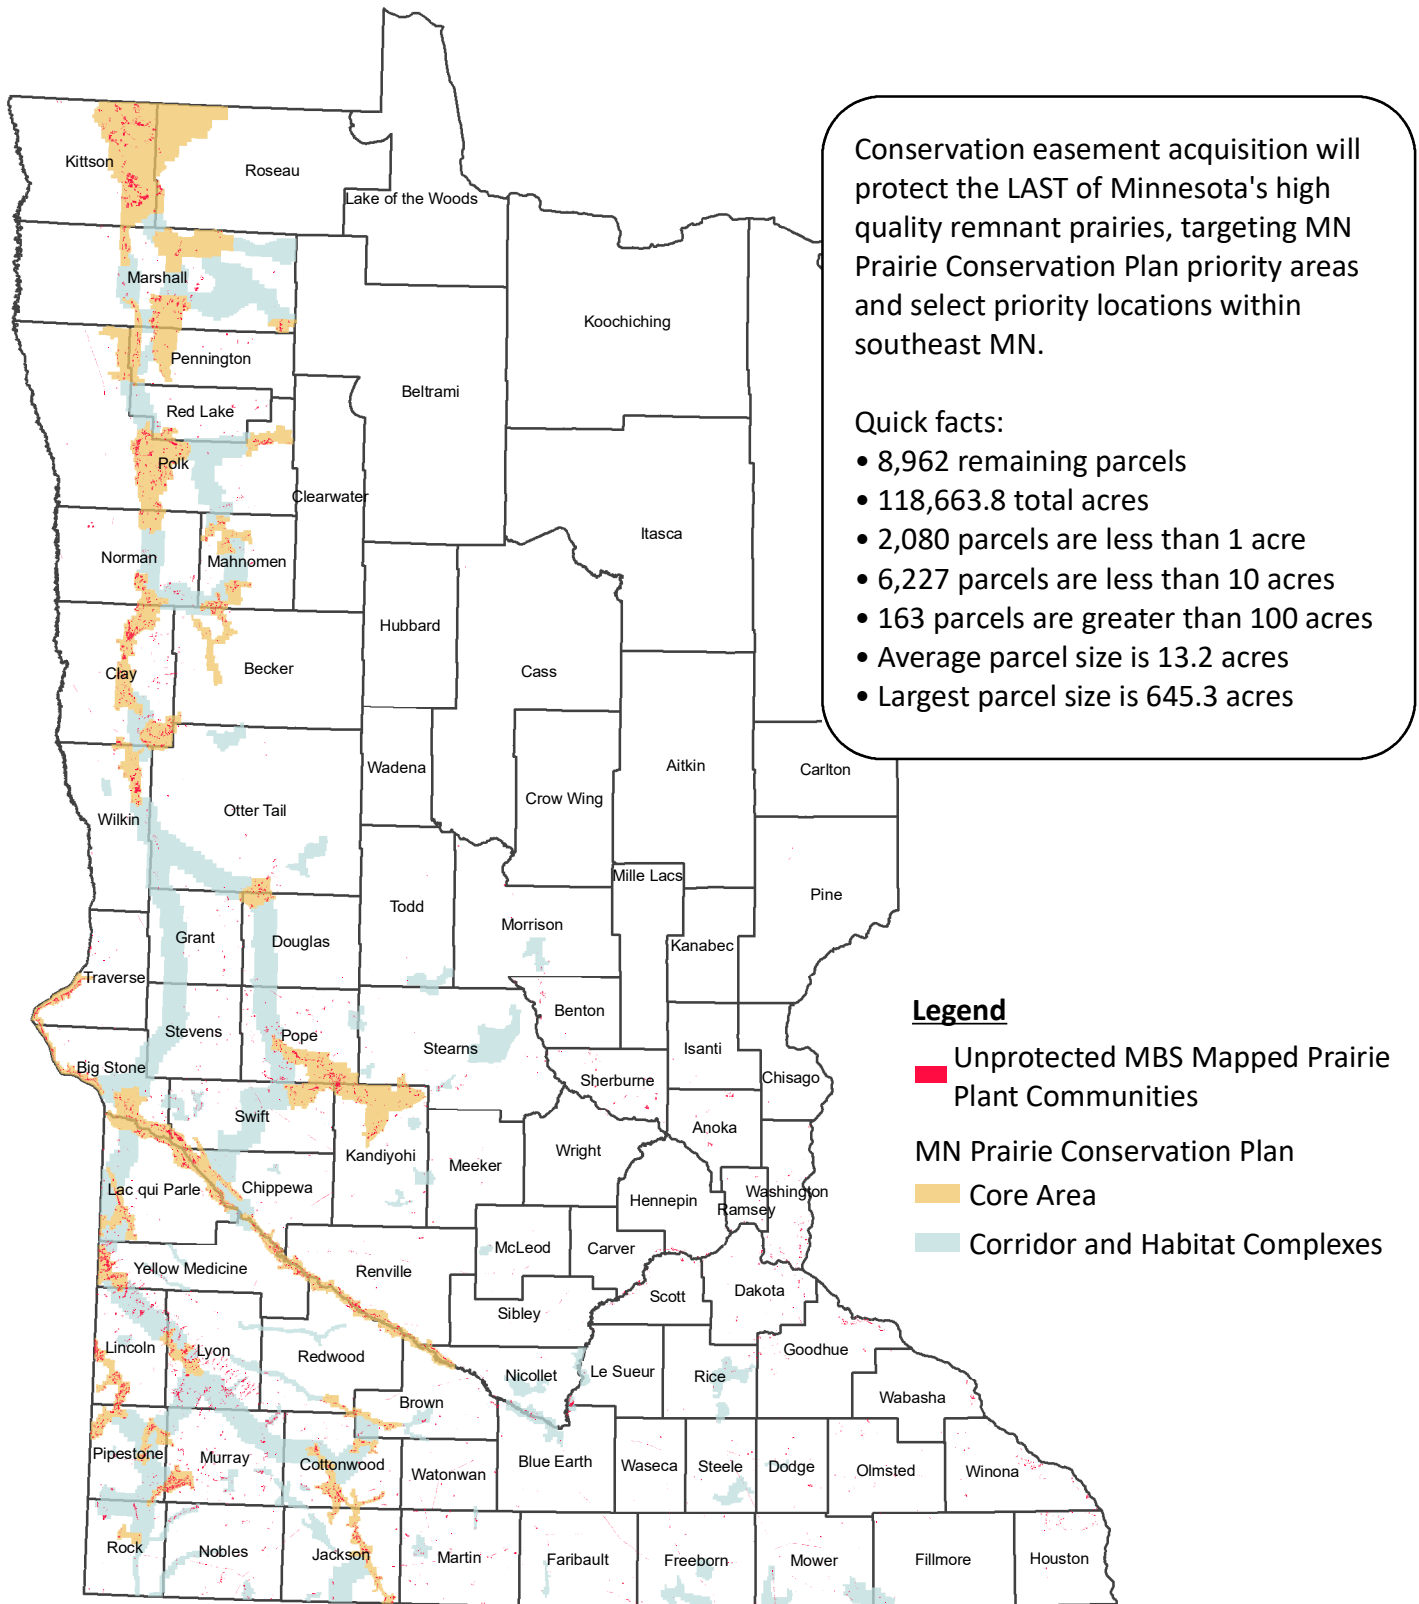 Conservation easement acquisition will
protect the LAST of Minnesota's high
quality remnant prairies, targeting MN
Prairie Conservation Plan priority areas
and select priority locations within
southeast MN.
Quick facts:
• 8,962 remaining parcels
• 118,663.8 total acres
• 2,080 parcels are less than 1 acre
• 6,227 parcels are less than 10 acres
• 163 parcels are greater than 100 acres
• Average parcel size is 13.2 acres
• Largest parcel size is 645.3 acres
Kittson
Roseau
Lake of the Woods
Marshall
Koochiching
Pennington
Beltrami
Red Lake
Polk
Clearwater
Itasca
Norman
Mahnomen
Hubbard
Cass
Clay
Becker
Wadena
Aitkin
Carlton
Crow Wing
Otter Tail
Wilkin
Mille Lacs
Pine
Todd
Morrison
Grant
Douglas
Kanabec
Traverse
Benton
Stevens
Pope
Stearns
Isanti
Big Stone
Sherburne
Chisago
Swift
Anoka
Kandiyohi
Wright
Meeker
Lac qui Parle
Chippewa
Hennepin
Washington
Ramsey
McLeod
Carver
Yellow Medicine
Renville
Scott
Dakota
Sibley
Lincoln
Lyon
Redwood
Goodhue
Nicollet
Le Sueur
Rice
Brown
Wabasha
Pipestone
Murray
Cottonwood
Watonwan
Blue Earth
Waseca
Steele
Dodge
Olmsted
Winona
Rock
Nobles
Jackson
Martin
Faribault
Freeborn
Mower
Fillmore
Houston
Legend
Unprotected MBS Mapped Prairie
Plant Communities
MN Prairie Conservation Plan
Core Area
Corridor and Habitat Complexes